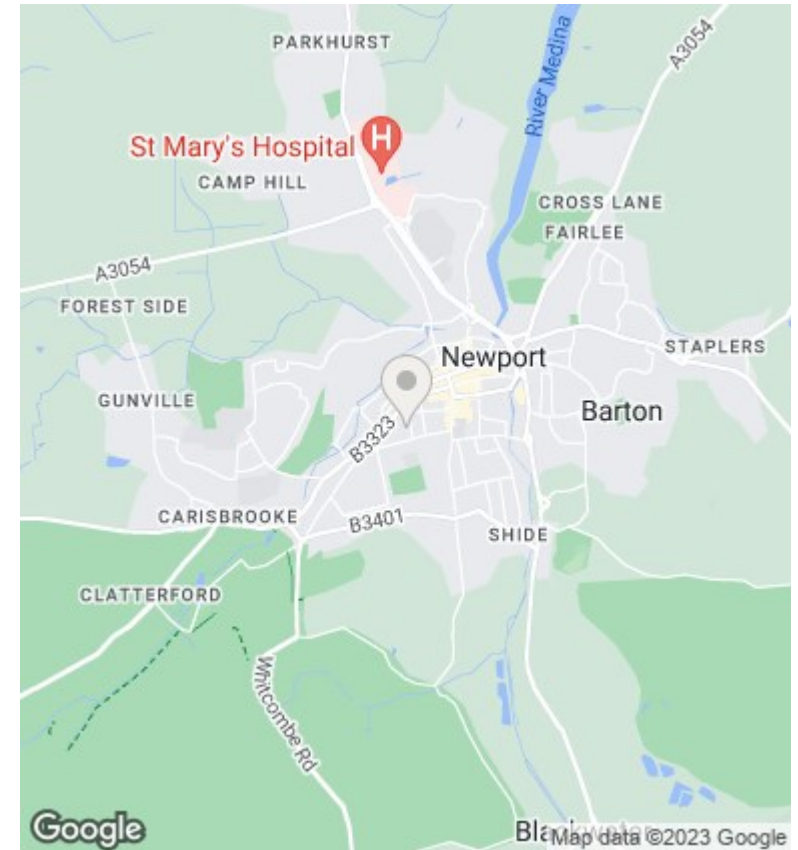 PARKHURST
A3054
River Medina
H
St Mary's Hospital
CAMP HILL
CROSS LANE
FAIRLEE
A3054
FOREST SIDE
STAPLERS
Newport
GUNVILLE
Barton
B3323
CARISBROOKE
B3401
SHIDE
CLATTERFORD
Whitcombe Rd
Google
Map data ©2023 Google